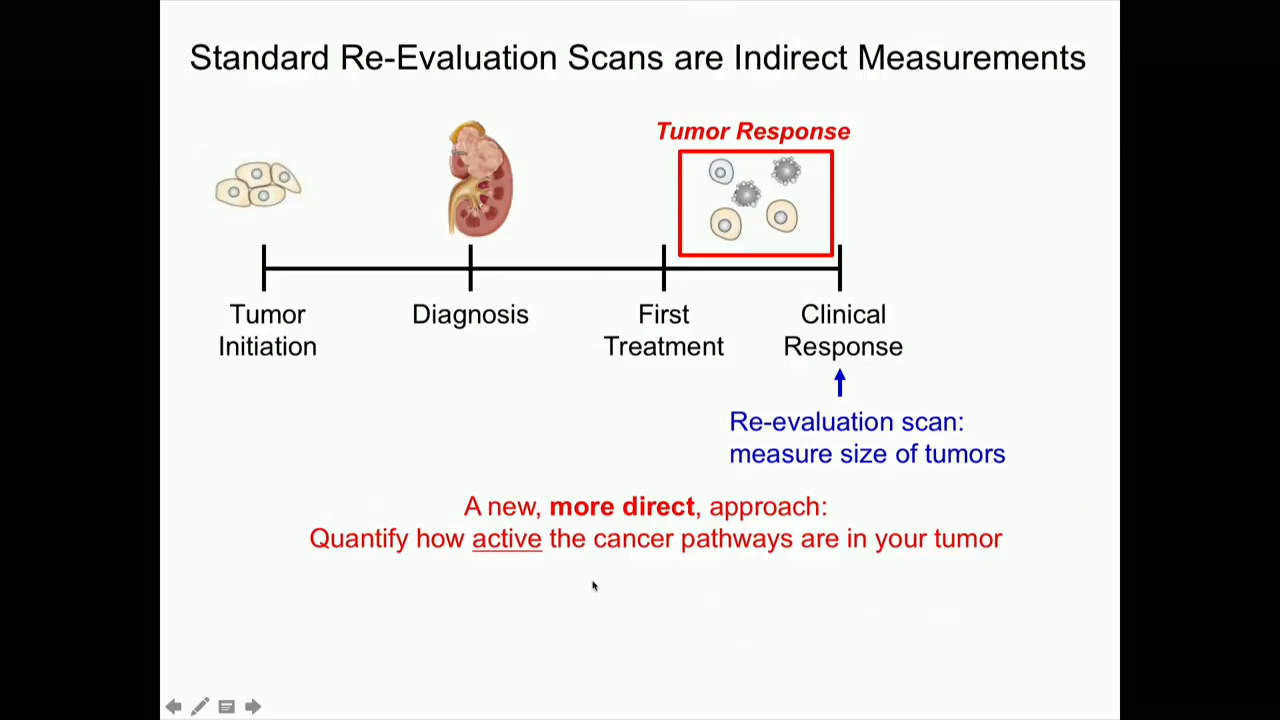 Standard Re-Evaluation Scans are Indirect Measurements
Tumor Response
Tumor
Initiation
Diagnosis
First
Treatment
Clinical
Response
Re-evaluation scan:
measure size of tumors
A new, more direct, approach:
Quantify how active the cancer pathways are in your tumor